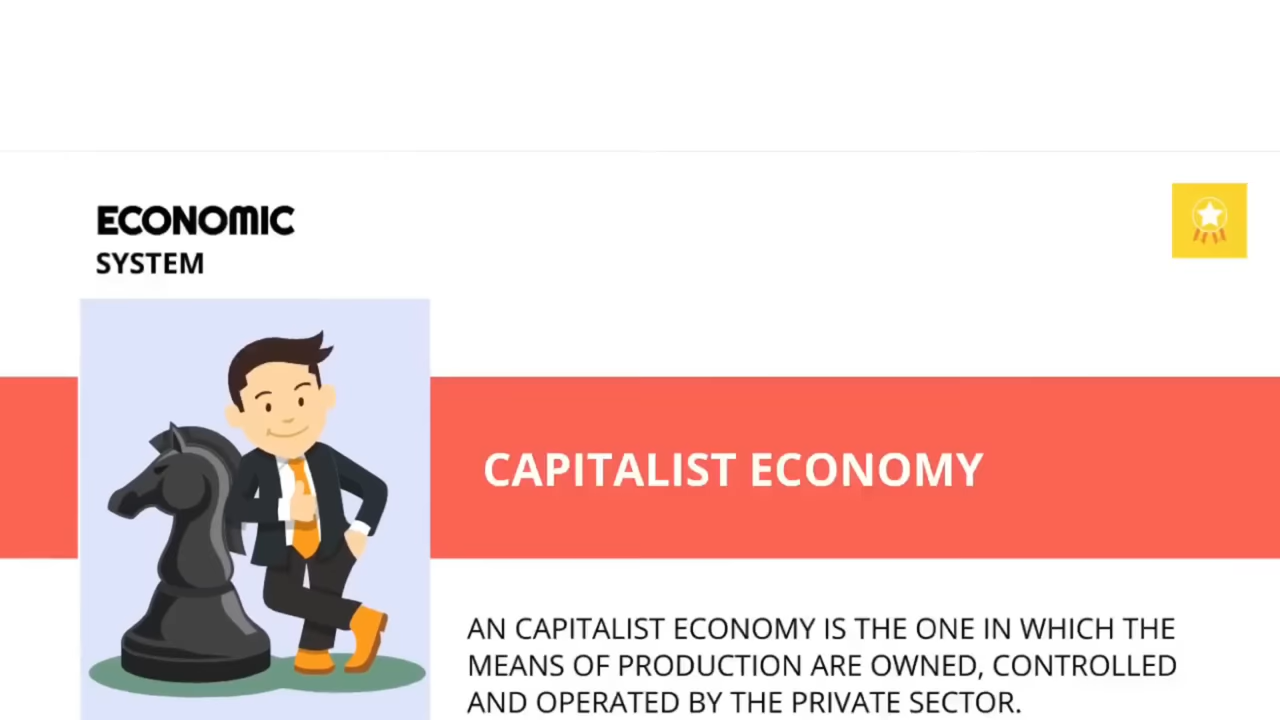 ECONOMIC
SYSTEM
CAPITALIST ECONOMY
AN CAPITALIST ECONOMY IS THE ONE IN WHICH THE
MEANS OF PRODUCTION ARE OWNED, CONTROLLED
AND OPERATED BY THE PRIVATE SECTOR.